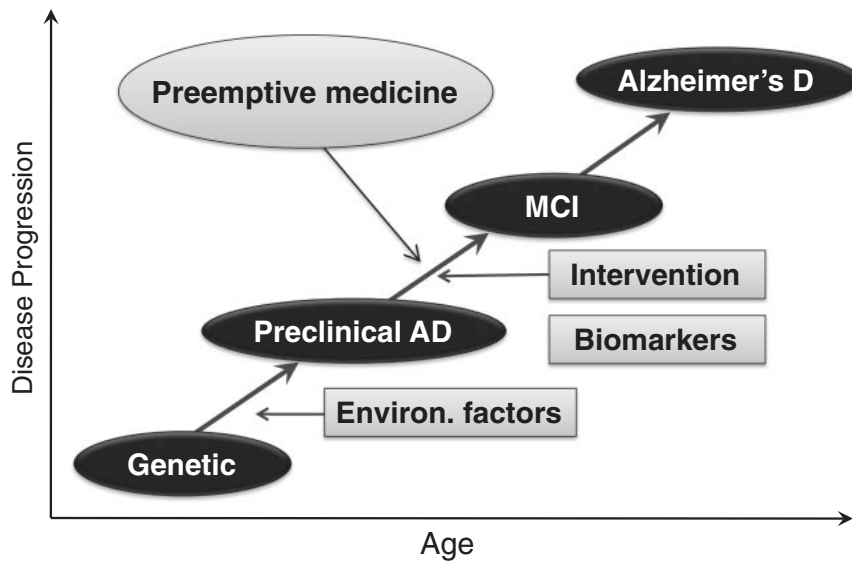 Preemptive medicine
Alzheimer's D
MCI
Intervention
Preclinical AD
Biomarkers
Environ. factors
Genetic
Disease Progression
Age